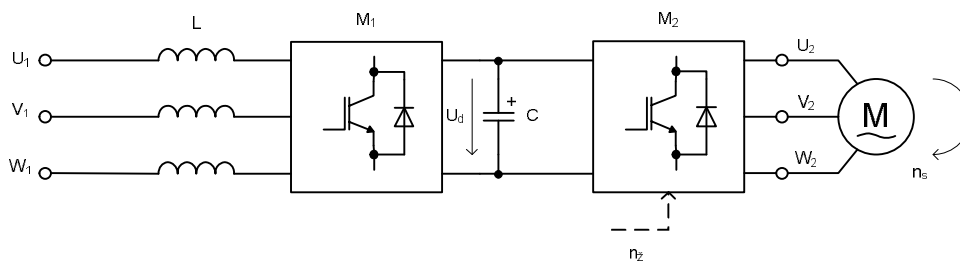 L M₁ M₂
U₁ U₂
V₁ U_d + C V₂ M
W₁ W₂
n_s
n_ž